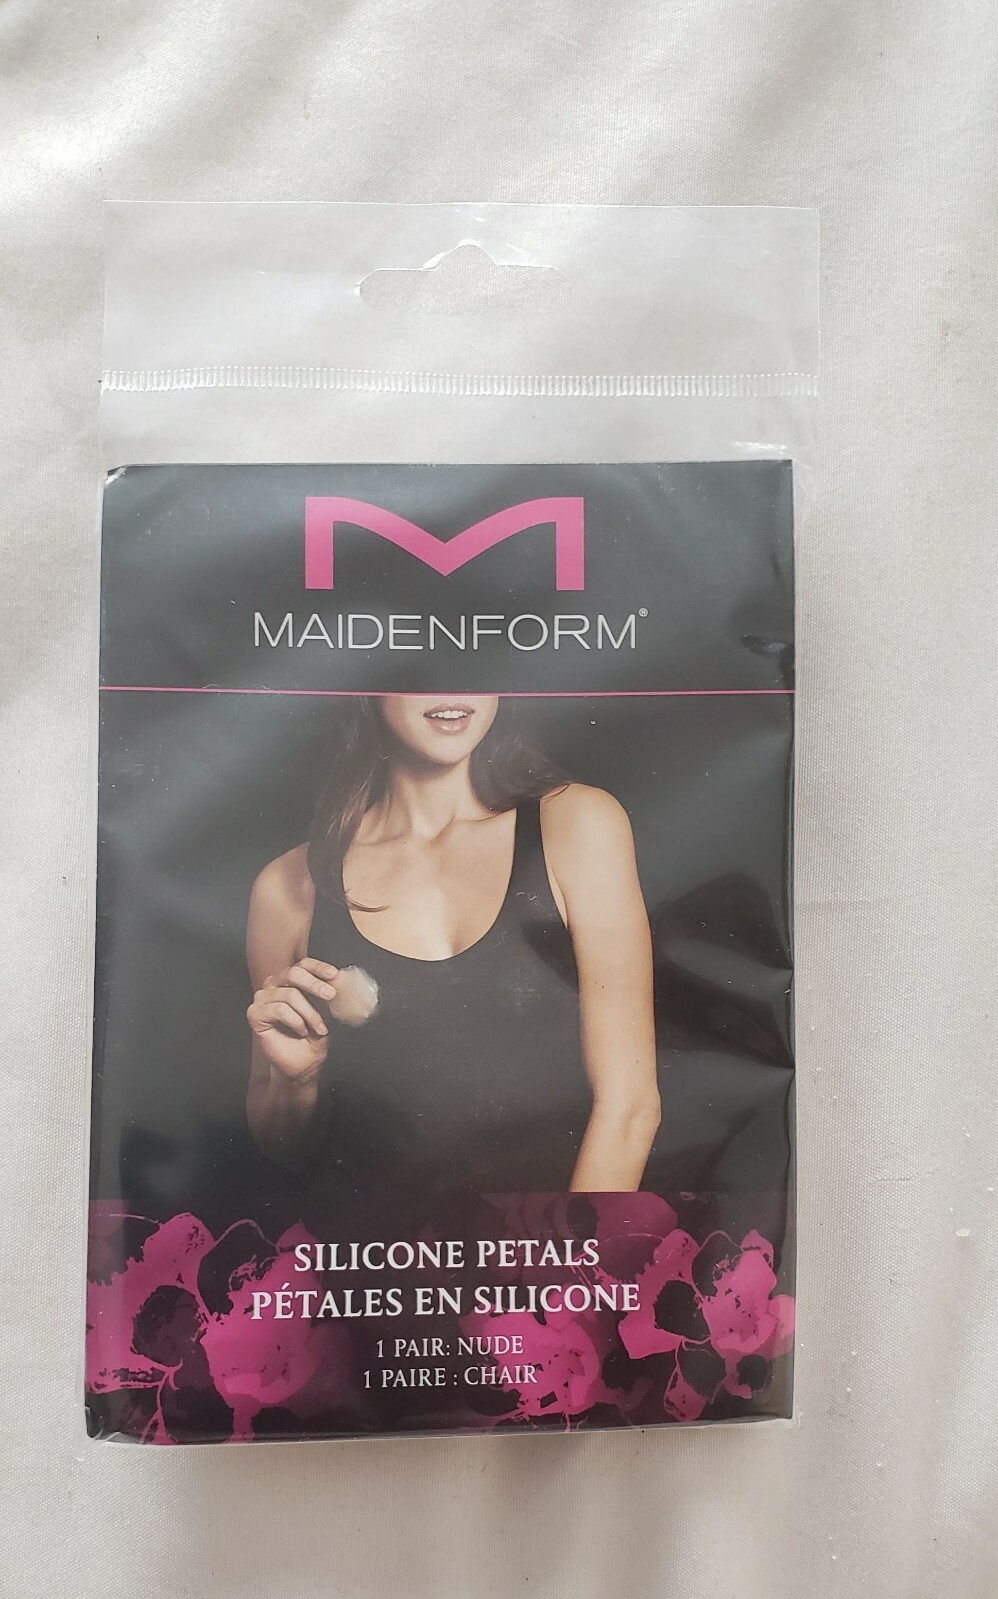 M
MAIDENFORM®
SILICONE PETALS
PÉTALES EN SILICONE
1 PAIR: NUDE
1 PAIRE : CHAIR